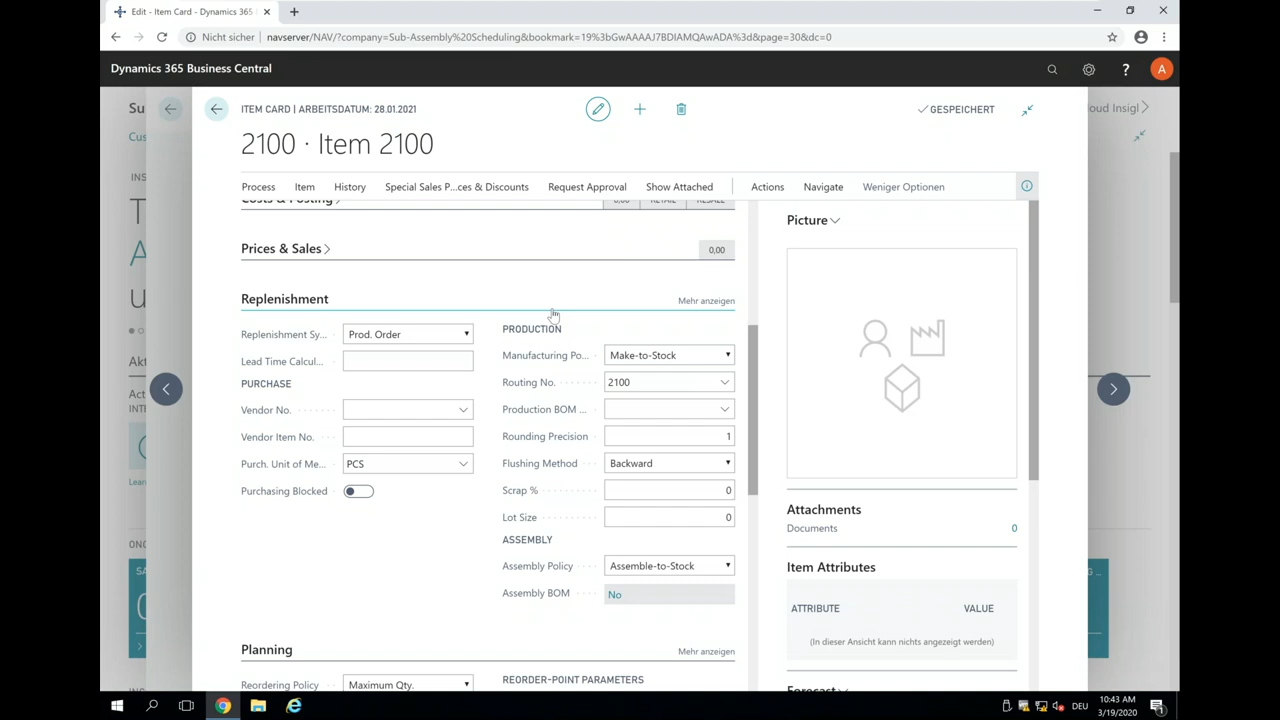 Edit - Item Card - Dynamics 365
Nicht sicher | navserver/NAV/?company=Sub-Assembly%20Scheduling&bookmark=19%3bGwAAAAJ7BDIAMQAwADA%3d&page=30&dc=0
Dynamics 365 Business Central
A
ITEM CARD | ARBEITSDATUM: 28.01.2021
GESPEICHERT
2100 · Item 2100
Process Item History Special Sales P...ces & Discounts Request Approval Show Attached Actions Navigate Weniger Optionen
Costs & Posting
0,00 RETAIL RESALE
Prices & Sales
0,00
Replenishment
Mehr anzeigen
Replenishment Sy... Prod. Order
Lead Time Calcul...
PURCHASE
Vendor No.
Vendor Item No.
Purch. Unit of Me... PCS
Purchasing Blocked
PRODUCTION
Manufacturing Po... Make-to-Stock
Routing No. 2100
Production BOM ...
Rounding Precision 1
Flushing Method Backward
Scrap % 0
Lot Size 0
ASSEMBLY
Assembly Policy Assemble-to-Stock
Assembly BOM No
Planning
Mehr anzeigen
Reordering Policy Maximum Qty.
REORDER-POINT PARAMETERS
Picture
Attachments
Documents 0
Item Attributes
ATTRIBUTE VALUE
(In dieser Ansicht kann nichts angezeigt werden)
Forecast
DEU
10:43 AM
3/19/2020